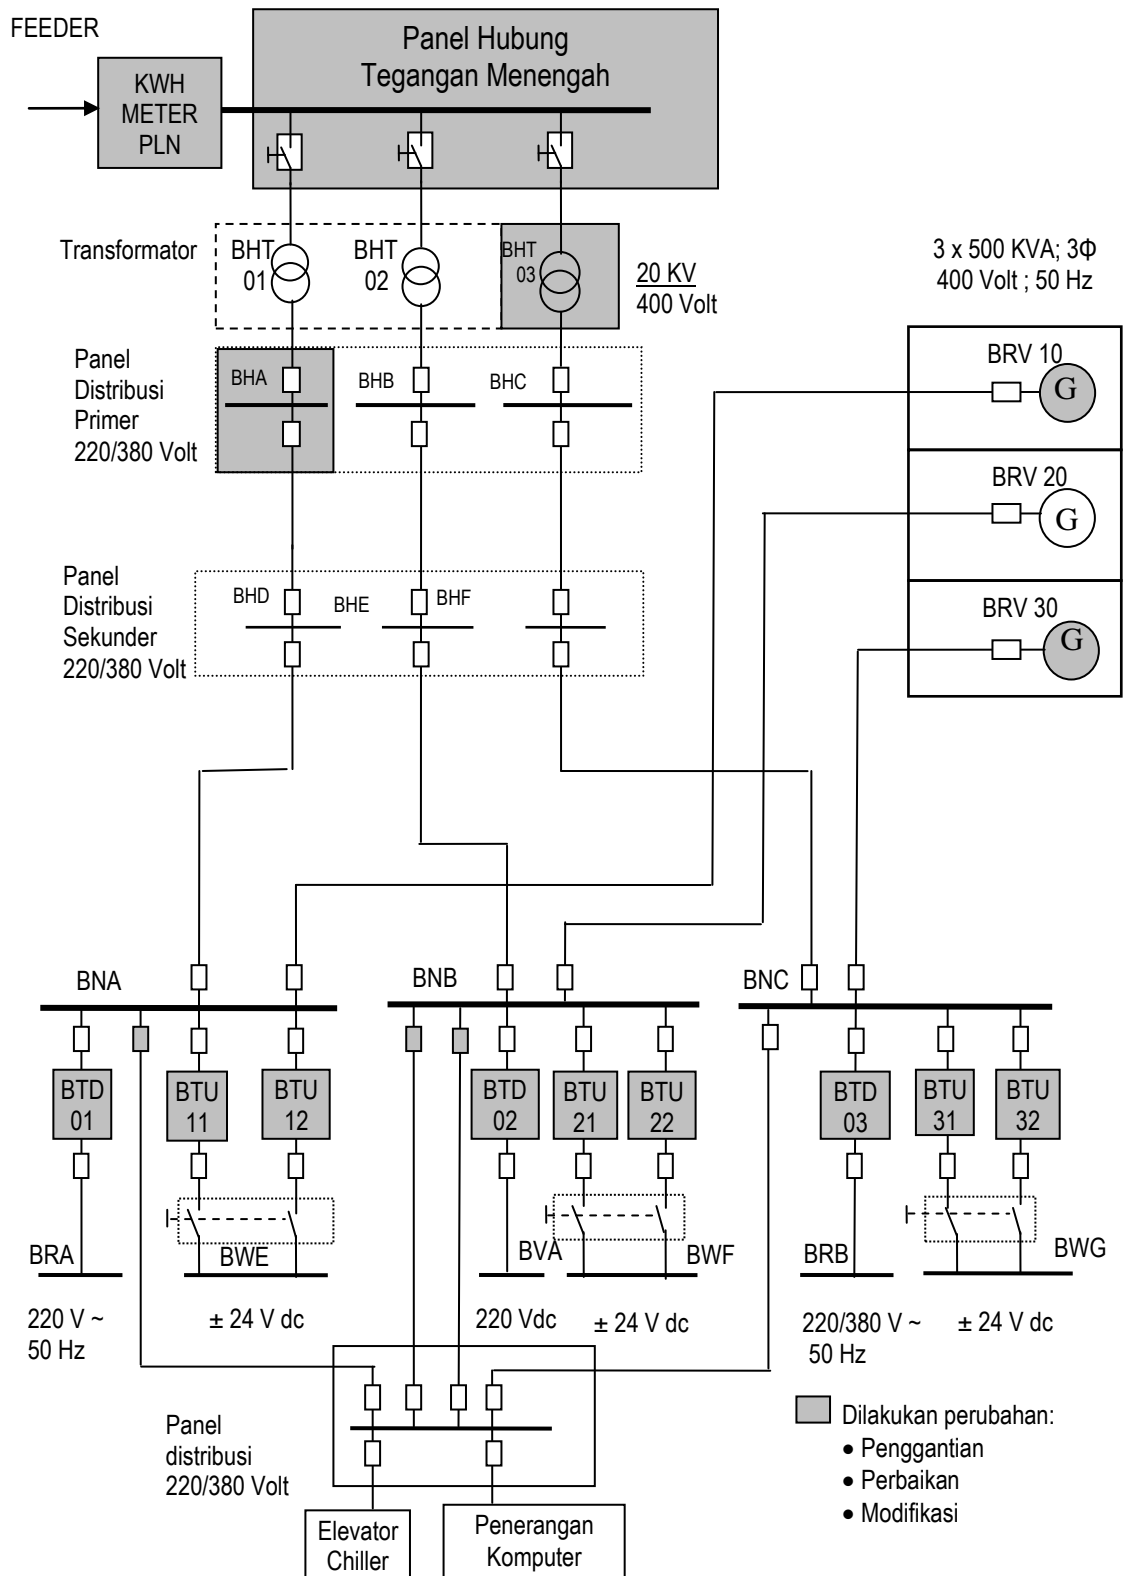 FEEDER
Panel Hubung
Tegangan Menengah
KWH
METER
PLN
Transformator
BHT
01
BHT
02
BHT
03
20 KV
400 Volt
3 x 500 KVA; 3Φ
400 Volt ; 50 Hz
Panel
Distribusi
Primer
220/380 Volt
BHA
BHB
BHC
BRV 10
G
BRV 20
G
BRV 30
G
Panel
Distribusi
Sekunder
220/380 Volt
BHD
BHE
BHF
BNA
BNB
BNC
BTD
01
BTU
11
BTU
12
BTD
02
BTU
21
BTU
22
BTD
03
BTU
31
BTU
32
BRA
BWE
BVA
BWF
BRB
BWG
220 V ~
50 Hz
± 24 V dc
220 Vdc
± 24 V dc
220/380 V ~
50 Hz
± 24 V dc
Panel
distribusi
220/380 Volt
Elevator
Chiller
Penerangan
Komputer
Dilakukan perubahan:
• Penggantian
• Perbaikan
• Modifikasi